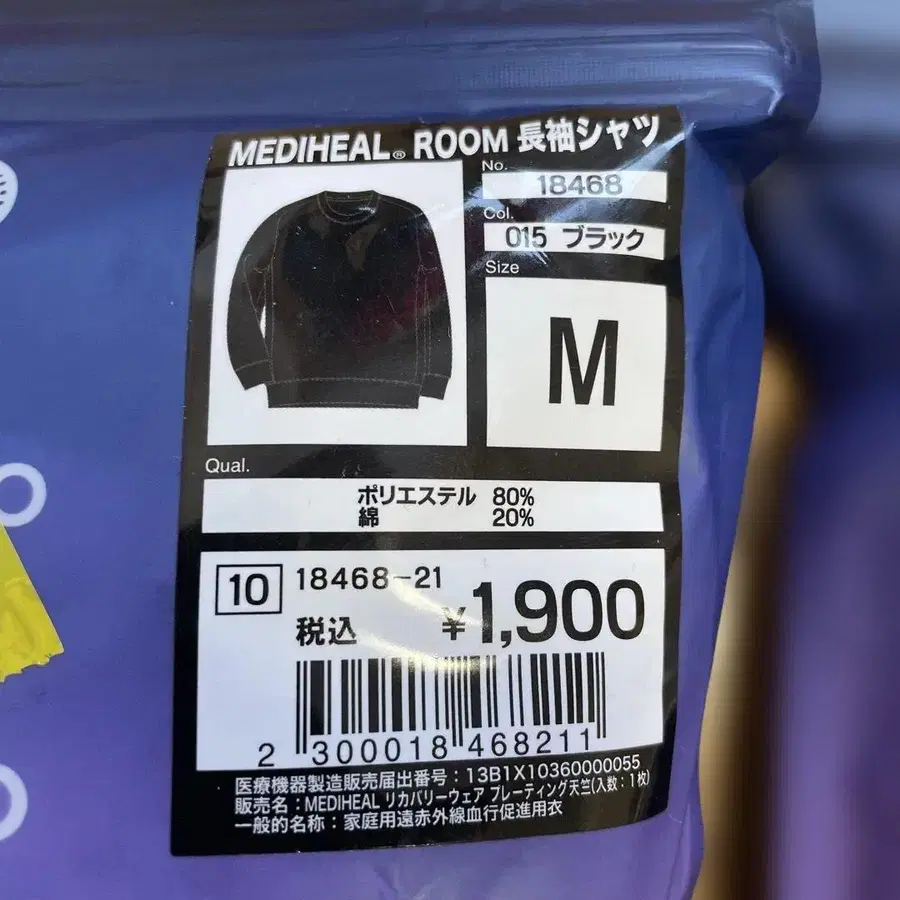 MEDIHEAL® ROOM 長袖シャツ
No.
18468
Col.
015 ブラック
Size
M
Qual.
ポリエステル 80%
綿 20%
10 18468-21
税込 ¥1,900
2 300018 468211
医療機器製造販売届出番号：13B1X10360000055
販売名：MEDIHEAL リカバリーウェア プレーティング天竺(入数：1枚)
一般的名称：家庭用遠赤外線血行促進用衣